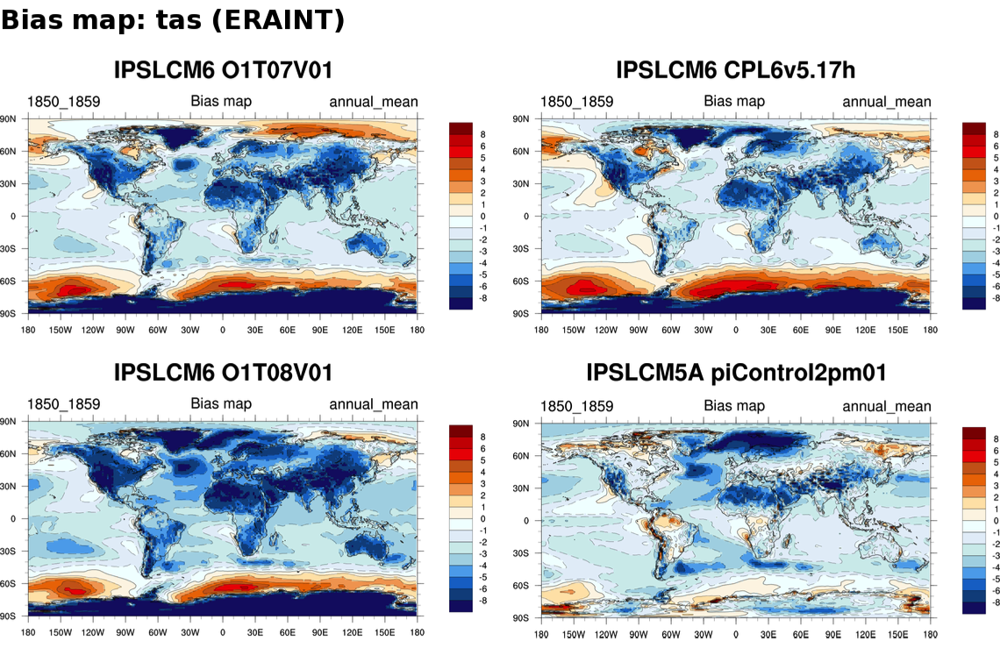 Bias map: tas (ERAINT)
IPSLCM6 O1T07V01
1850_1859 Bias map annual_mean
90N
60N
30N
0
30S
60S
90S
180 150W 120W 90W 60W 30W 0 30E 60E 90E 120E 150E 180
8
6
5
4
3
2
1
0
-1
-2
-3
-4
-5
-6
-8
IPSLCM6 CPL6v5.17h
1850_1859 Bias map annual_mean
90N
60N
30N
0
30S
60S
90S
180 150W 120W 90W 60W 30W 0 30E 60E 90E 120E 150E 180
8
6
5
4
3
2
1
0
-1
-2
-3
-4
-5
-6
-8
IPSLCM6 O1T08V01
1850_1859 Bias map annual_mean
90N
60N
30N
0
30S
60S
90S
180 150W 120W 90W 60W 30W 0 30E 60E 90E 120E 150E 180
8
6
5
4
3
2
1
0
-1
-2
-3
-4
-5
-6
-8
IPSLCM5A piControl2pm01
1850_1859 Bias map annual_mean
90N
60N
30N
0
30S
60S
90S
180 150W 120W 90W 60W 30W 0 30E 60E 90E 120E 150E 180
8
6
5
4
3
2
1
0
-1
-2
-3
-4
-5
-6
-8